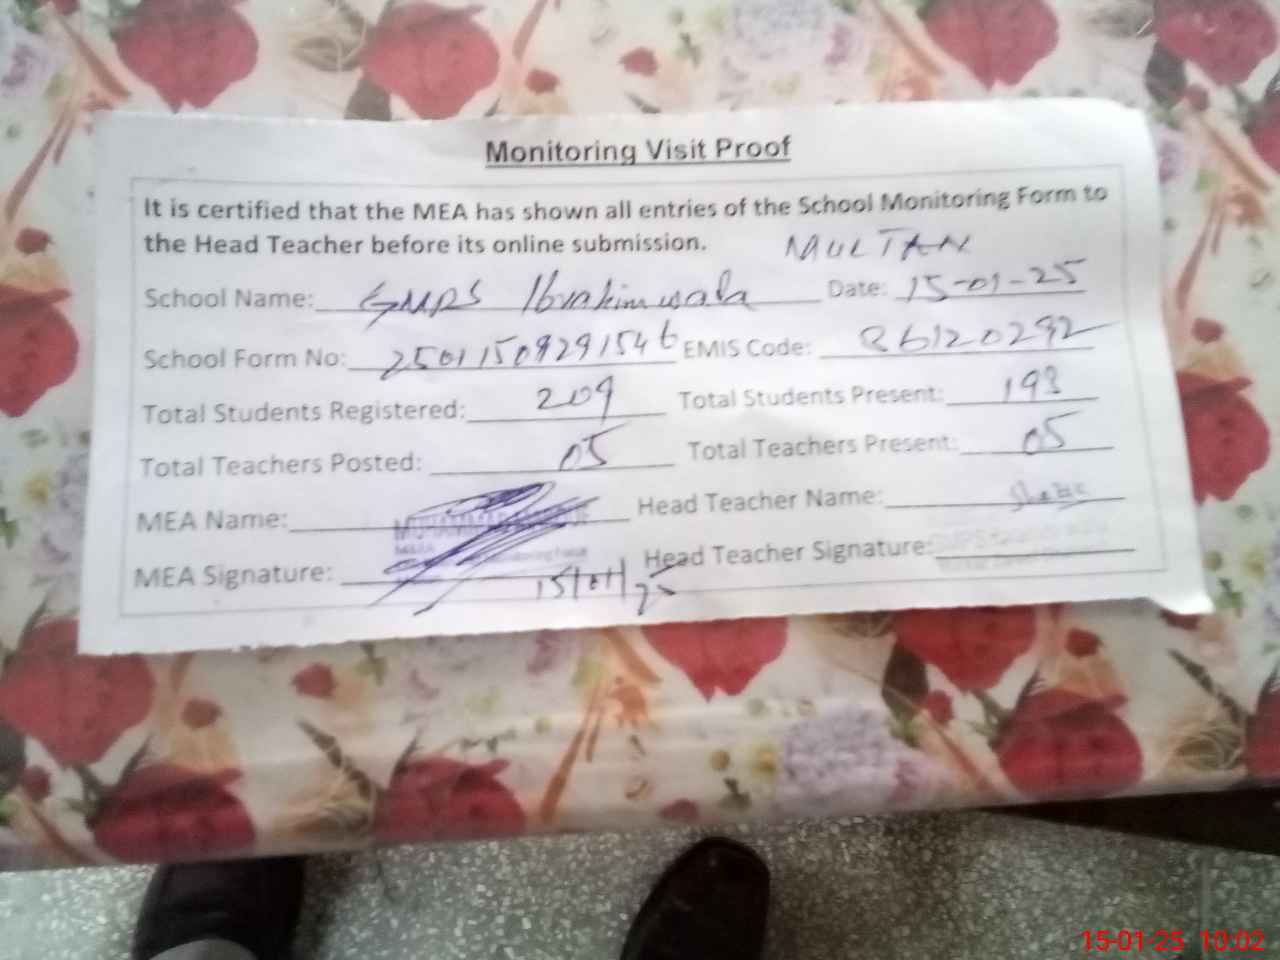 Monitoring Visit Proof
It is certified that the MEA has shown all entries of the School Monitoring Form to
the Head Teacher before its online submission. MULTAN
School Name: GMPS Ibrahimwala Date: 15-01-25
School Form No: 25011509291546 EMIS Code: 36120292
Total Students Registered: 209 Total Students Present: 193
Total Teachers Posted: 05 Total Teachers Present: 05
MEA Name: MUHAMMAD Head Teacher Name:
MEA Signature: 15/01/25 Head Teacher Signature:
15-01-25 10:02